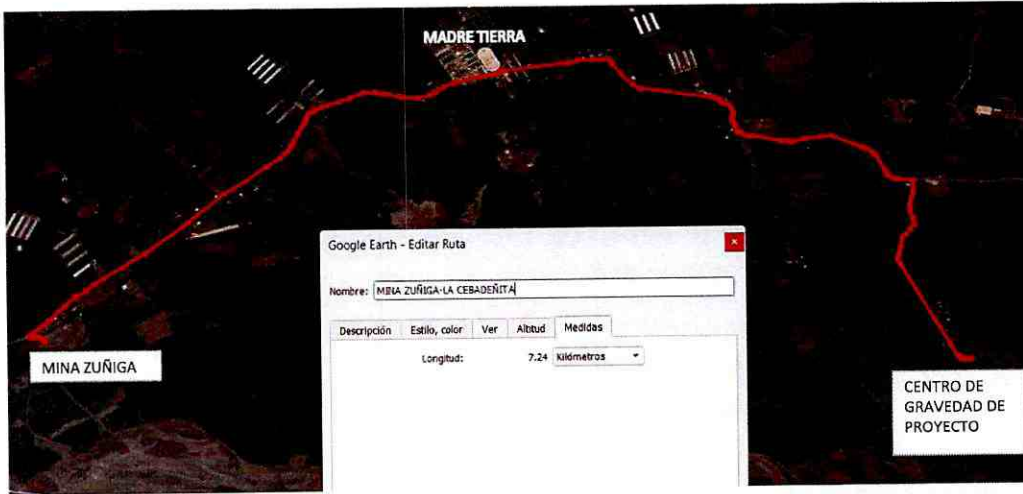 MADRE TIERRA
Google Earth - Editar Ruta
Nombre: MINA ZUÑIGA-LA CEBADEÑITA
Descripción Estilo, color Ver Altitud Medidas
Longitud: 7.24 Kilómetros
MINA ZUÑIGA
CENTRO DE
GRAVEDAD DE
PROYECTO